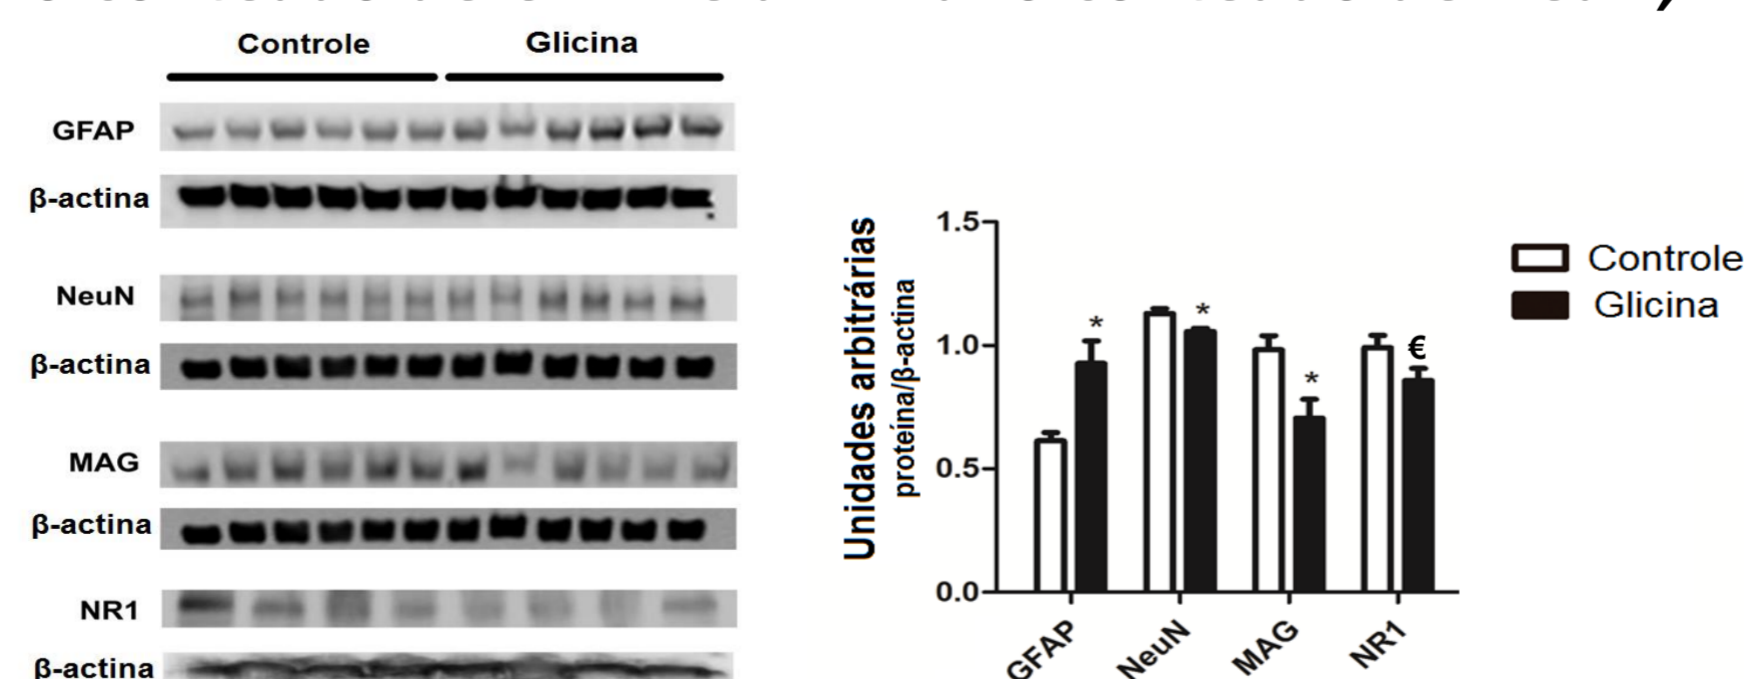 Controle Glicina
GFAP
β-actina
NeuN
β-actina
MAG
β-actina
NR1
β-actina
Unidades arbitrárias
proteína/β-actina
1.5
1.0
0.5
0.0
* * * €
GFAP NeuN MAG NR1
Controle
Glicina